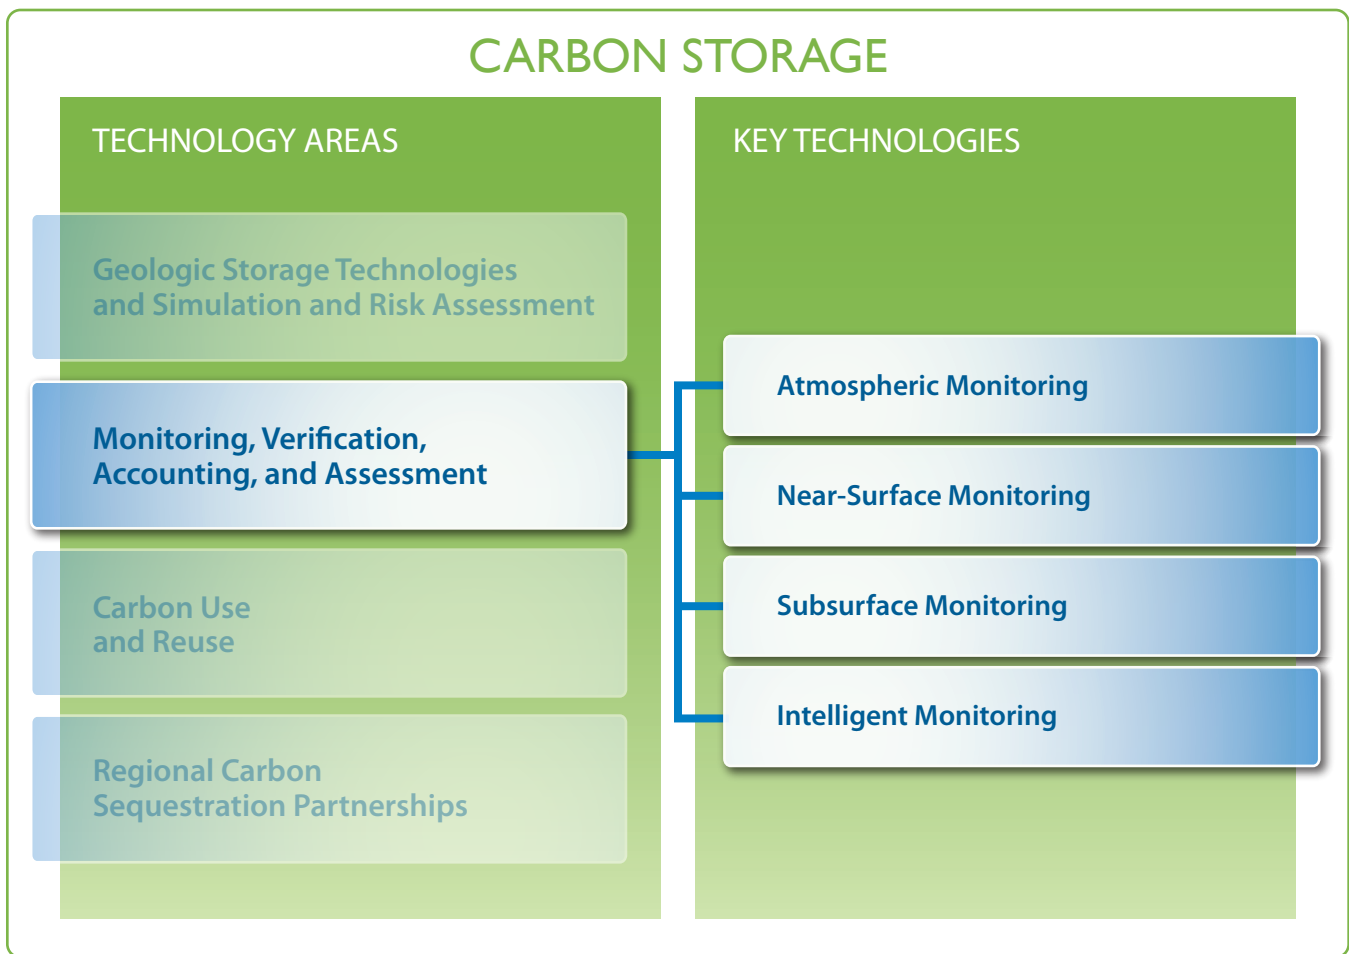 CARBON STORAGE
TECHNOLOGY AREAS
Geologic Storage Technologies
and Simulation and Risk Assessment
Monitoring, Verification,
Accounting, and Assessment
Carbon Use
and Reuse
Regional Carbon
Sequestration Partnerships
KEY TECHNOLOGIES
Atmospheric Monitoring
Near-Surface Monitoring
Subsurface Monitoring
Intelligent Monitoring